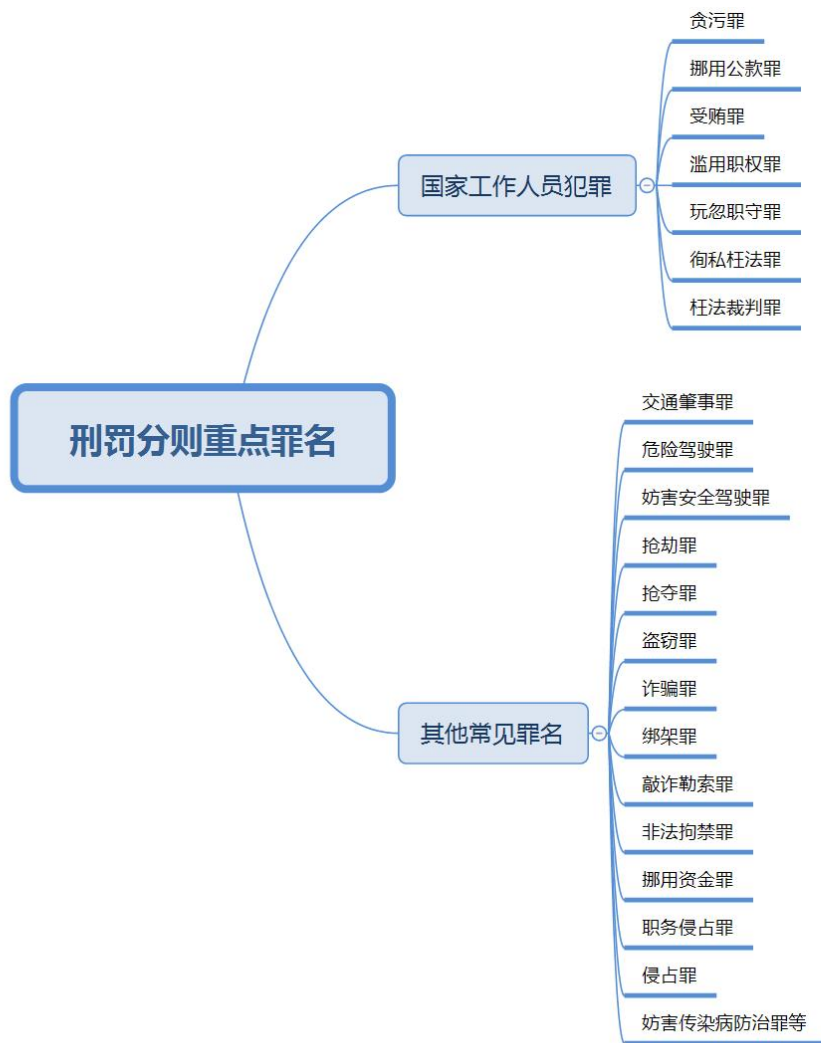 刑罚分则重点罪名
国家工作人员犯罪
贪污罪
挪用公款罪
受贿罪
滥用职权罪
玩忽职守罪
徇私枉法罪
枉法裁判罪
其他常见罪名
交通肇事罪
危险驾驶罪
妨害安全驾驶罪
抢劫罪
抢夺罪
盗窃罪
诈骗罪
绑架罪
敲诈勒索罪
非法拘禁罪
挪用资金罪
职务侵占罪
侵占罪
妨害传染病防治罪等